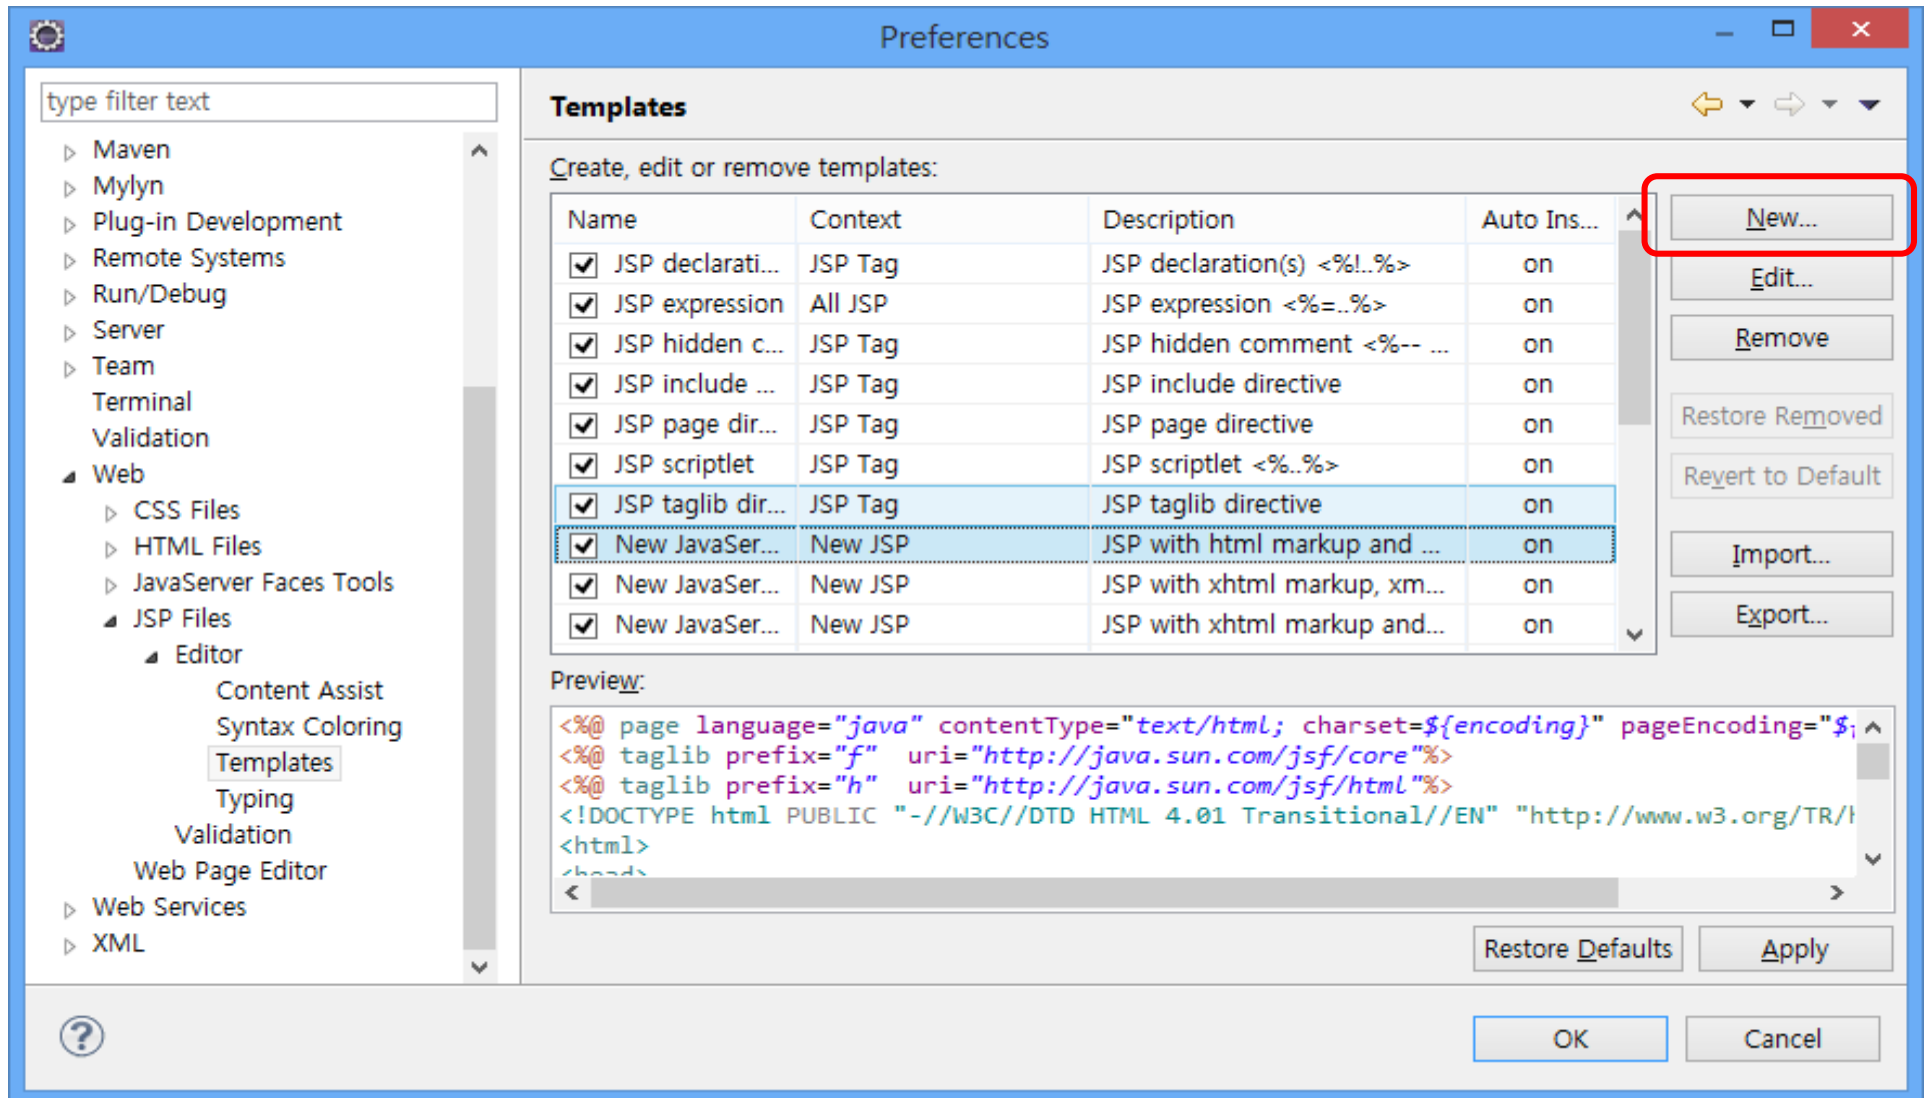 Preferences
type filter text
Maven
Mylyn
Plug-in Development
Remote Systems
Run/Debug
Server
Team
Terminal
Validation
Web
CSS Files
HTML Files
JavaServer Faces Tools
JSP Files
Editor
Content Assist
Syntax Coloring
Templates
Typing
Validation
Web Page Editor
Web Services
XML
Templates
Create, edit or remove templates:
Name Context Description Auto Ins...
JSP declarati... JSP Tag JSP declaration(s) <%!..%> on
JSP expression All JSP JSP expression <%=..%> on
JSP hidden c... JSP Tag JSP hidden comment <%-- ... on
JSP include ... JSP Tag JSP include directive on
JSP page dir... JSP Tag JSP page directive on
JSP scriptlet JSP Tag JSP scriptlet <%..%> on
JSP taglib dir... JSP Tag JSP taglib directive on
New JavaSer... New JSP JSP with html markup and ... on
New JavaSer... New JSP JSP with xhtml markup, xm... on
New JavaSer... New JSP JSP with xhtml markup and... on
New...
Edit...
Remove
Restore Removed
Revert to Default
Import...
Export...
Preview:
<%@ page language="java" contentType="text/html; charset=${encoding}" pageEncoding="$
<%@ taglib prefix="f" uri="http://java.sun.com/jsf/core"%>
<%@ taglib prefix="h" uri="http://java.sun.com/jsf/html"%>
<!DOCTYPE html PUBLIC "-//W3C//DTD HTML 4.01 Transitional//EN" "http://www.w3.org/TR/
<html>
<head>
Restore Defaults
Apply
OK
Cancel